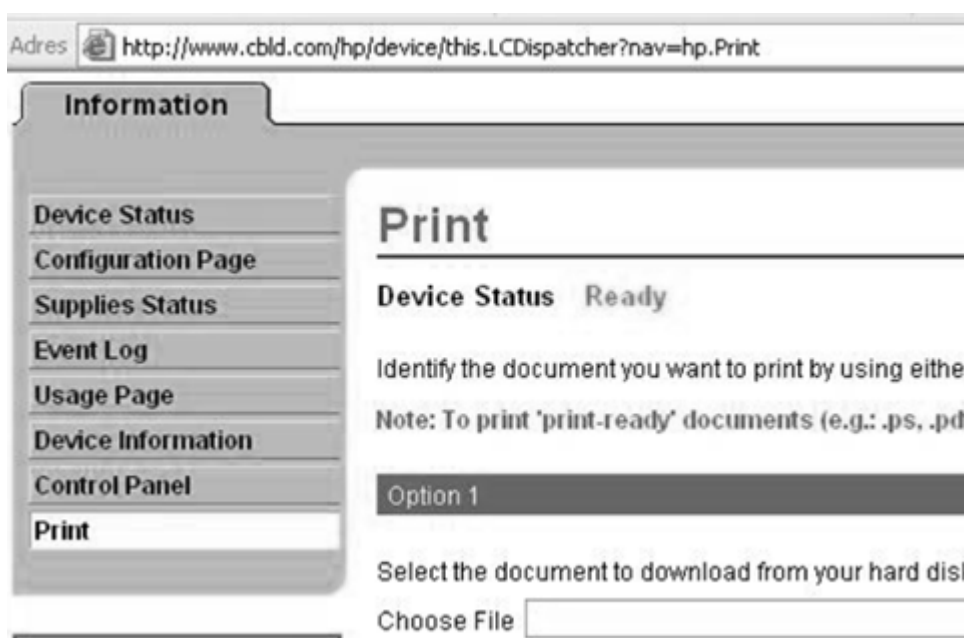 Adres http://www.cbld.com/hp/device/this.LCDispatcher?nav=hp.Print
Information
Device Status
Configuration Page
Supplies Status
Event Log
Usage Page
Device Information
Control Panel
Print
Print
Device Status Ready
Identify the document you want to print by using eithe
Note: To print 'print-ready' documents (e.g.: .ps, .pd
Option 1
Select the document to download from your hard dis
Choose File